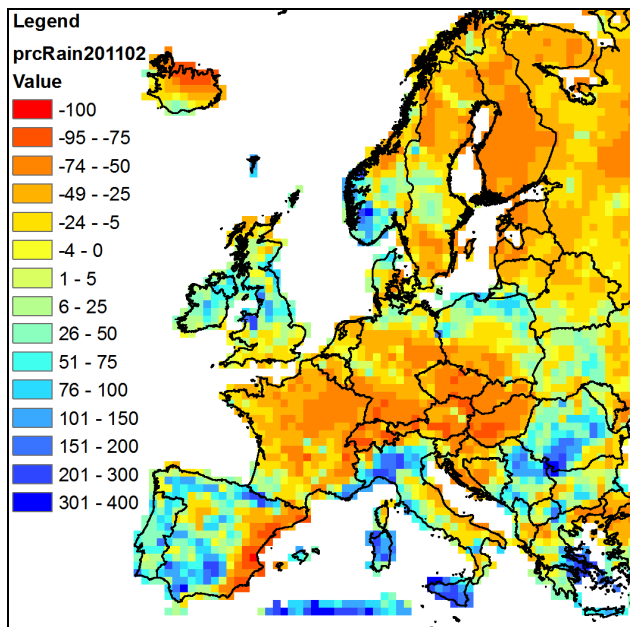 Legend
prcRain201102
Value
-100
-95 - -75
-74 - -50
-49 - -25
-24 - -5
-4 - 0
1 - 5
6 - 25
26 - 50
51 - 75
76 - 100
101 - 150
151 - 200
201 - 300
301 - 400